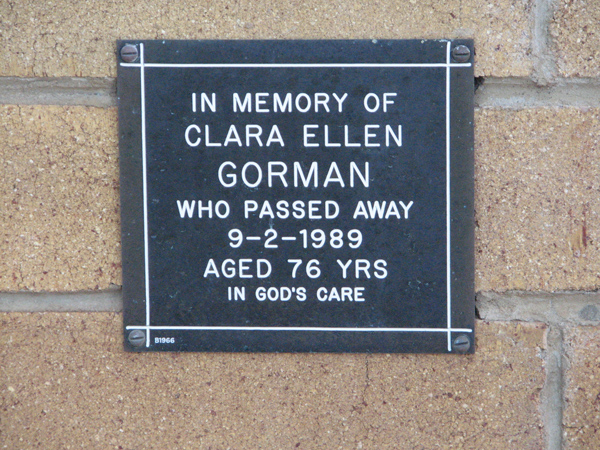 IN MEMORY OF
CLARA ELLEN
GORMAN
WHO PASSED AWAY
9-2-1989
AGED 76 YRS
IN GOD'S CARE
B1966